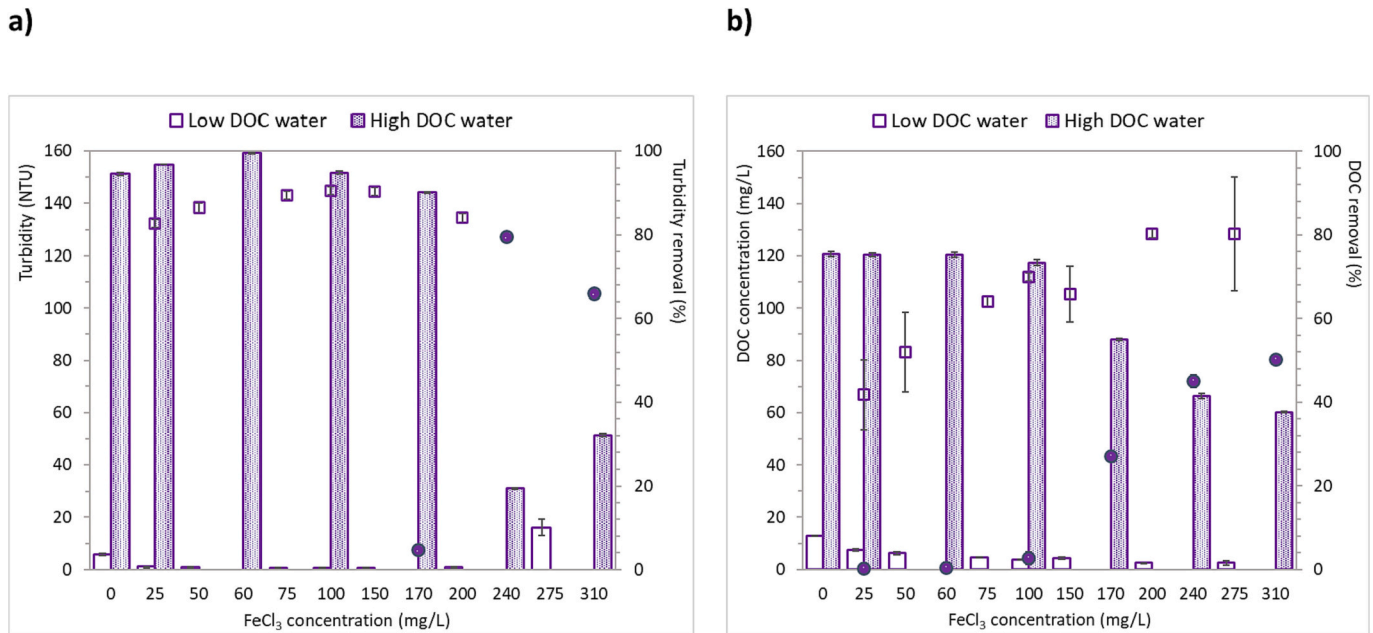 a)
Low DOC water High DOC water
160 100
140
120 80
100 60
80
60 40
40 20
20
0 0
Turbidity (NTU)
Turbidity removal (%)
0 25 50 60 75 100 150 170 200 240 275 310
FeCl₃ concentration (mg/L)
b)
Low DOC water High DOC water
160 100
140
120 80
100 60
80
60 40
40 20
20
0 0
DOC concentration (mg/L)
DOC removal (%)
0 25 50 60 75 100 150 170 200 240 275 310
FeCl₃ concentration (mg/L)